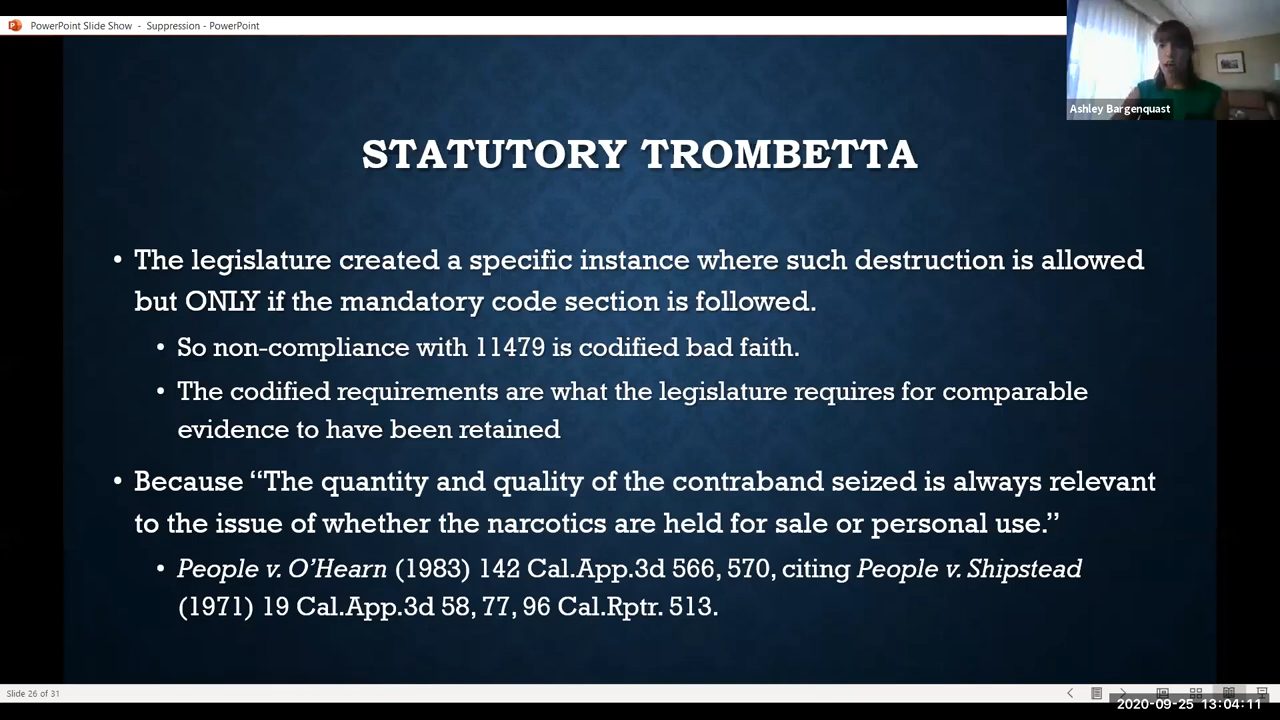 PowerPoint Slide Show - Suppression - PowerPoint
Ashley Bargenquast
STATUTORY TROMBETTA
• The legislature created a specific instance where such destruction is allowed
but ONLY if the mandatory code section is followed.
• So non-compliance with 11479 is codified bad faith.
• The codified requirements are what the legislature requires for comparable
evidence to have been retained
• Because “The quantity and quality of the contraband seized is always relevant
to the issue of whether the narcotics are held for sale or personal use.”
• People v. O’Hearn (1983) 142 Cal.App.3d 566, 570, citing People v. Shipstead
(1971) 19 Cal.App.3d 58, 77, 96 Cal.Rptr. 513.
Slide 26 of 31
2020-09-25 13:04:11